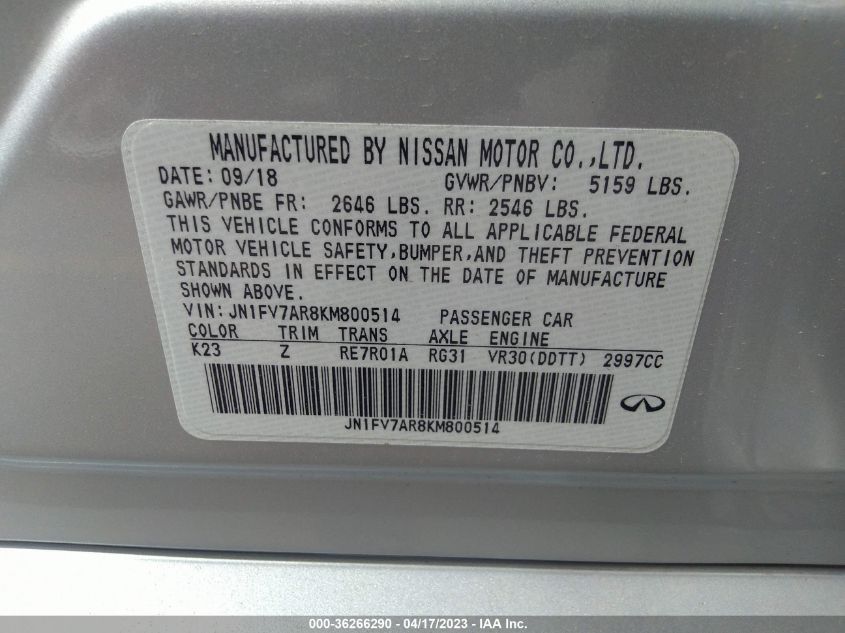 MANUFACTURED BY NISSAN MOTOR CO.,LTD.
DATE: 09/18 GVWR/PNBV: 5159 LBS.
GAWR/PNBE FR: 2646 LBS. RR: 2546 LBS.
THIS VEHICLE CONFORMS TO ALL APPLICABLE FEDERAL
MOTOR VEHICLE SAFETY,BUMPER,AND THEFT PREVENTION
STANDARDS IN EFFECT ON THE DATE OF MANUFACTURE
SHOWN ABOVE.
VIN: JN1FV7AR8KM800514 PASSENGER CAR
COLOR TRIM TRANS AXLE ENGINE
K23 Z RE7R01A RG31 VR30(DDTT) 2997CC
JN1FV7AR8KM800514
000-36266290 - 04/17/2023 - IAA Inc.